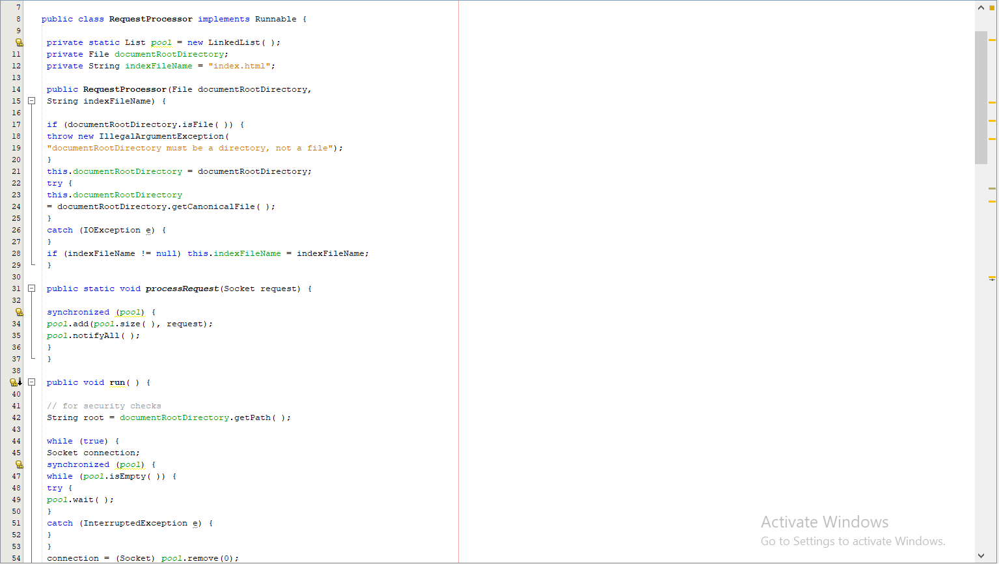 7
8 public class RequestProcessor implements Runnable {
9
private static List pool = new LinkedList( );
11 private File documentRootDirectory;
12 private String indexFileName = "index.html";
13
14 public RequestProcessor(File documentRootDirectory,
15 String indexFileName) {
16
17 if (documentRootDirectory.isFile( )) {
18 throw new IllegalArgumentException(
19 "documentRootDirectory must be a directory, not a file");
20 }
21 this.documentRootDirectory = documentRootDirectory;
22 try {
23 this.documentRootDirectory
24 = documentRootDirectory.getCanonicalFile( );
25 }
26 catch (IOException e) {
27 }
28 if (indexFileName != null) this.indexFileName = indexFileName;
29 }
30
31 public static void processRequest(Socket request) {
32
synchronized (pool) {
34 pool.add(pool.size( ), request);
35 pool.notifyAll( );
36 }
37 }
38
public void run( ) {
40
41 // for security checks
42 String root = documentRootDirectory.getPath( );
43
44 while (true) {
45 Socket connection;
synchronized (pool) {
47 while (pool.isEmpty( )) {
48 try {
49 pool.wait( );
50 }
51 catch (InterruptedException e) {
52 }
53 }
54 connection = (Socket) pool.remove(0);
Activate Windows
Go to Settings to activate Windows.